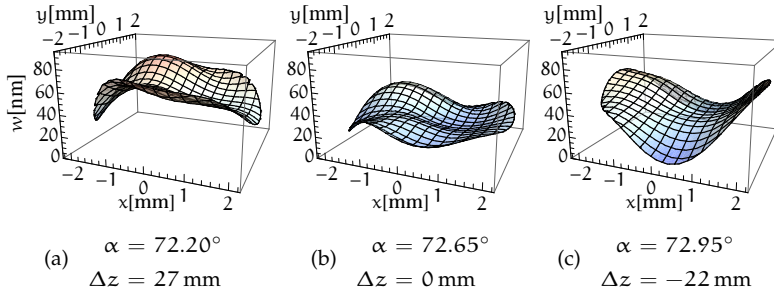 y[mm] y[mm] y[mm]
−2 −1 0 1 2 −2 −1 0 1 2 −2 −1 0 1 2
80 80 80
60 60 60
40 40 40
20 20 20
0 0 0
w[nm]
−2 −1 0 1 2 −2 −1 0 1 2 −2 −1 0 1 2
x[mm] x[mm] x[mm]
(a) α = 72.20° (b) α = 72.65° (c) α = 72.95°
Δz = 27 mm Δz = 0 mm Δz = −22 mm